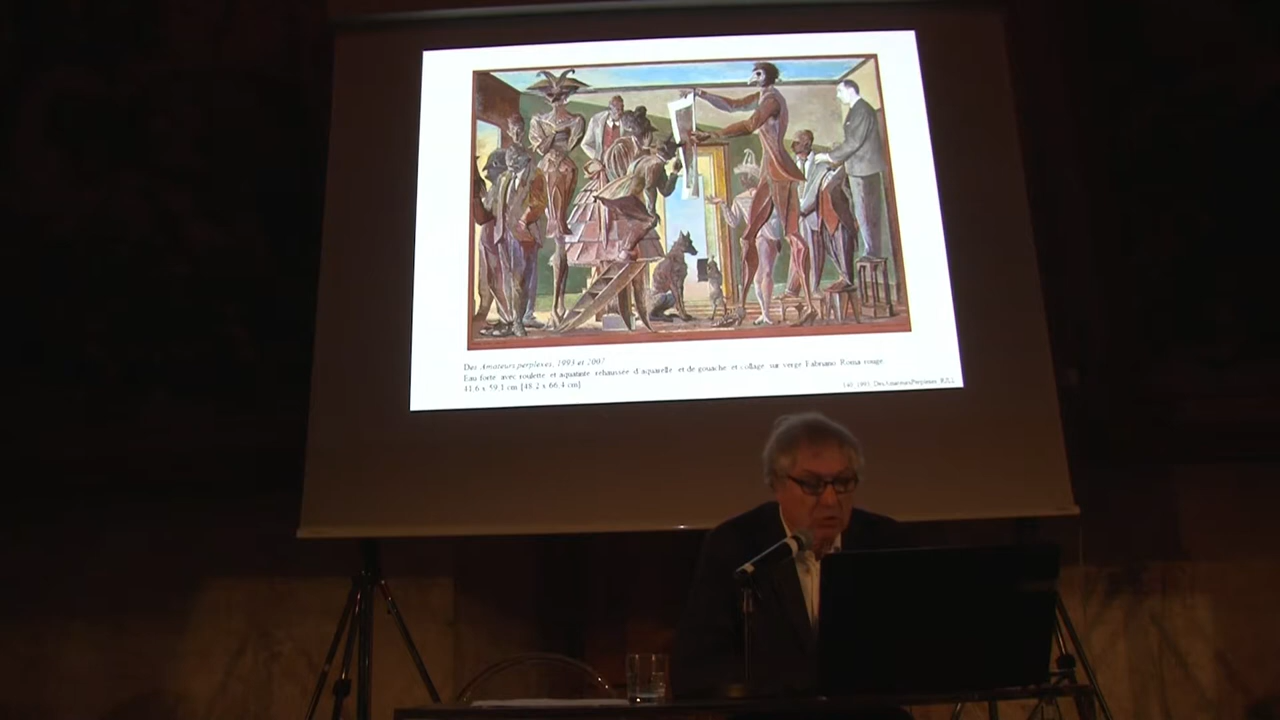 Des Amateurs perplexes, 1993 et 2007
Eau forte avec roulette et aquatinte rehaussée d'aquarelle et de gouache et collage sur vergé Fabriano Roma rouge
41,6 x 59,1 cm [48,2 x 66,4 cm]
1993